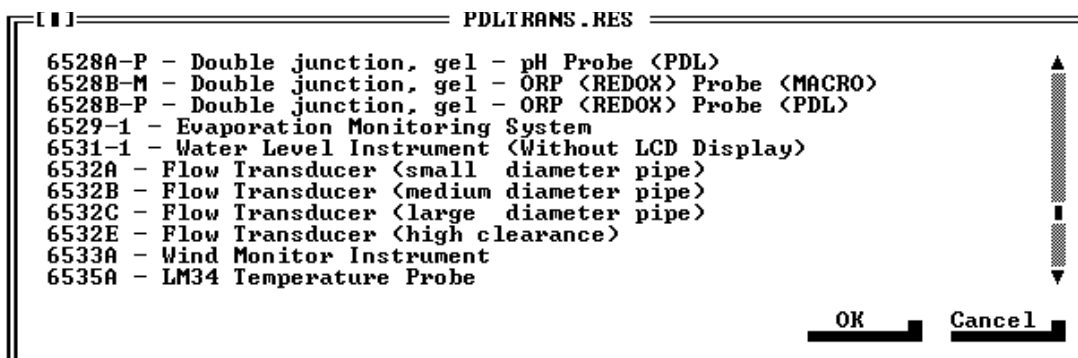 PDLTRANS.RES
6528A-P - Double junction, gel - pH Probe (PDL)
6528B-M - Double junction, gel - ORP (REDOX) Probe (MACRO)
6528B-P - Double junction, gel - ORP (REDOX) Probe (PDL)
6529-1 - Evaporation Monitoring System
6531-1 - Water Level Instrument (Without LCD Display)
6532A - Flow Transducer (small  diameter pipe)
6532B - Flow Transducer (medium diameter pipe)
6532C - Flow Transducer (large  diameter pipe)
6532E - Flow Transducer (high clearance)
6533A - Wind Monitor Instrument
6535A - LM34 Temperature Probe
OK Cancel